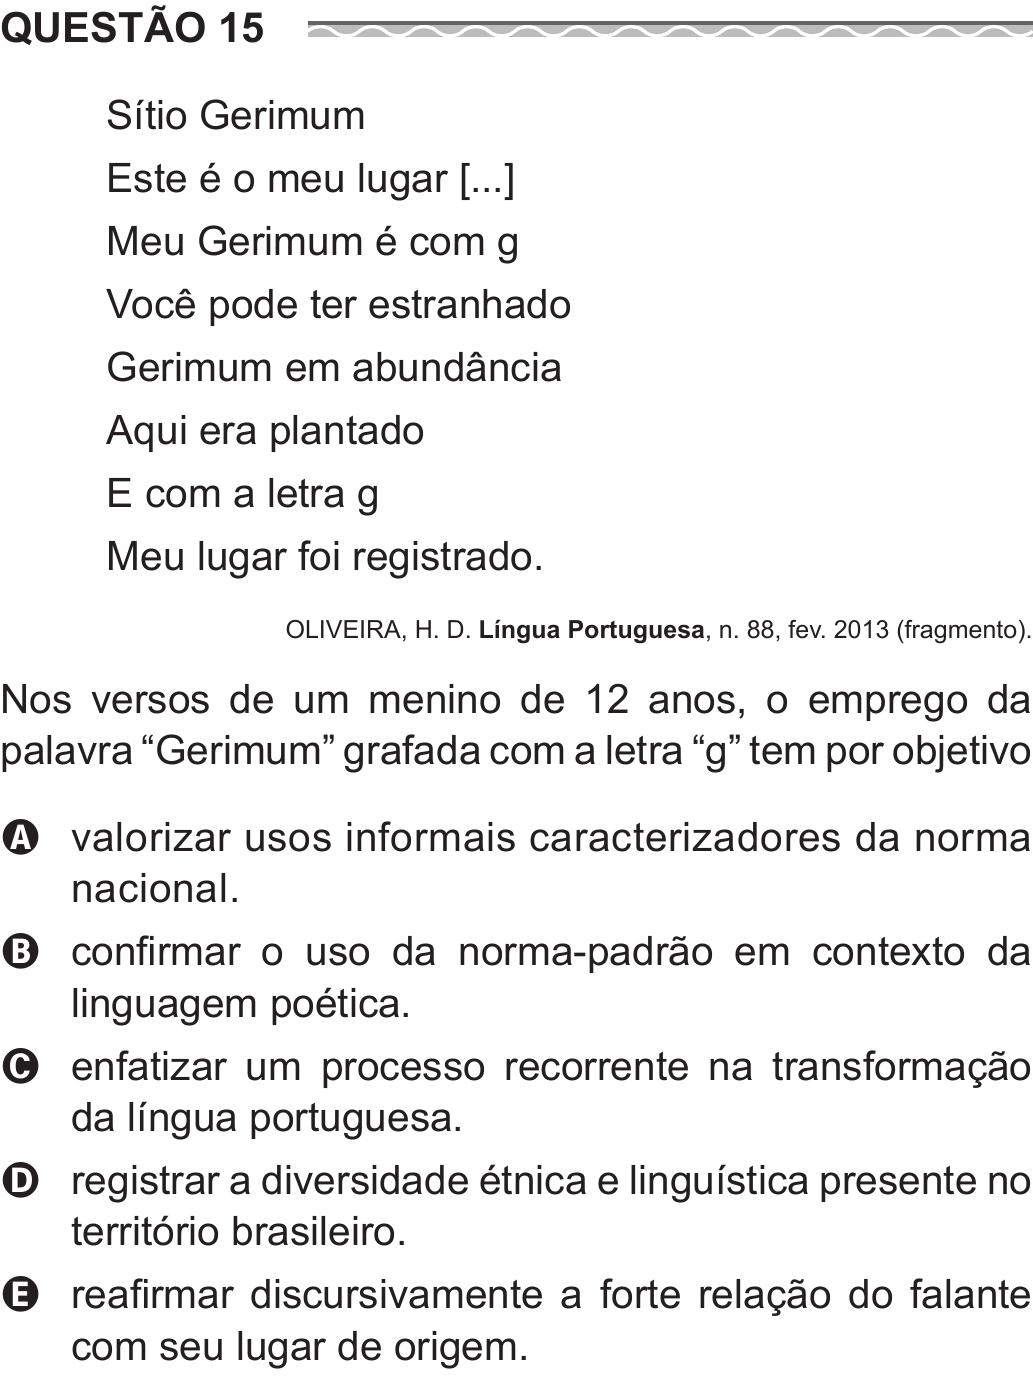 QUESTÃO 15
Sítio Gerimum
Este é o meu lugar [...]
Meu Gerimum é com g
Você pode ter estranhado
Gerimum em abundância
Aqui era plantado
E com a letra g
Meu lugar foi registrado.
OLIVEIRA, H. D. Língua Portuguesa, n. 88, fev. 2013 (fragmento).
Nos versos de um menino de 12 anos, o emprego da
palavra “Gerimum” grafada com a letra “g” tem por objetivo
A valorizar usos informais caracterizadores da norma
nacional.
B confirmar o uso da norma-padrão em contexto da
linguagem poética.
C enfatizar um processo recorrente na transformação
da língua portuguesa.
D registrar a diversidade étnica e linguística presente no
território brasileiro.
E reafirmar discursivamente a forte relação do falante
com seu lugar de origem.